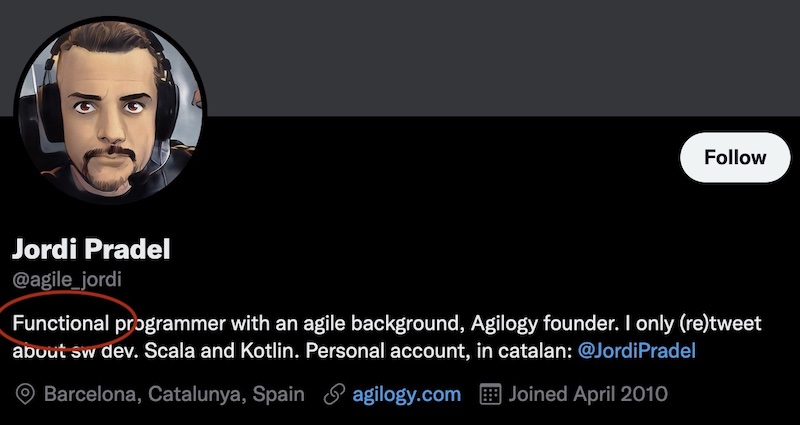 Follow
Jordi Pradel
@agile_jordi
Functional programmer with an agile background, Agilogy founder. I only (re)tweet
about sw dev. Scala and Kotlin. Personal account, in catalan: @JordiPradel
Barcelona, Catalunya, Spain agilogy.com Joined April 2010